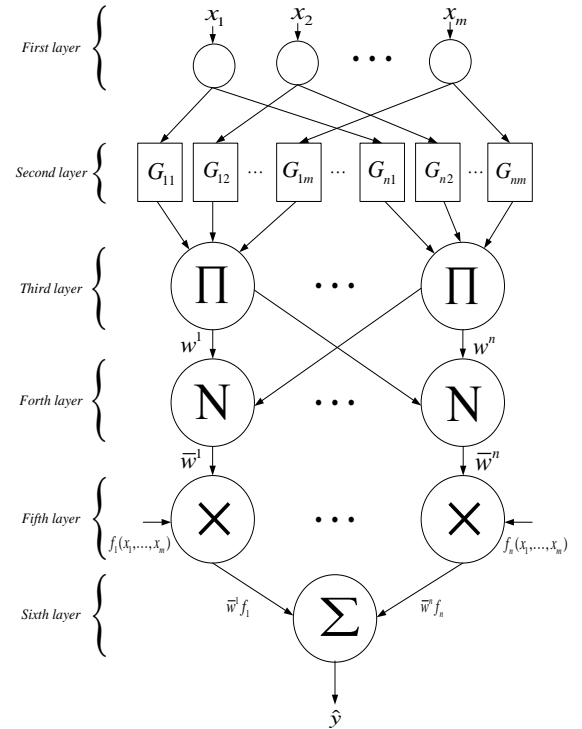 x₁ x₂ ... xₘ
First layer
Second layer
G₁₁ G₁₂ ... G₁ₘ ... Gₙ₁ Gₙ₂ ... Gₙₘ
Third layer
∏ ... ∏
w¹ wⁿ
Forth layer
N ... N
w̅¹ w̅ⁿ
Fifth layer
× ... ×
f₁(x₁,...,xₘ) fₙ(x₁,...,xₘ)
Sixth layer
w̅¹f₁ w̅ⁿfₙ
∑
ŷ